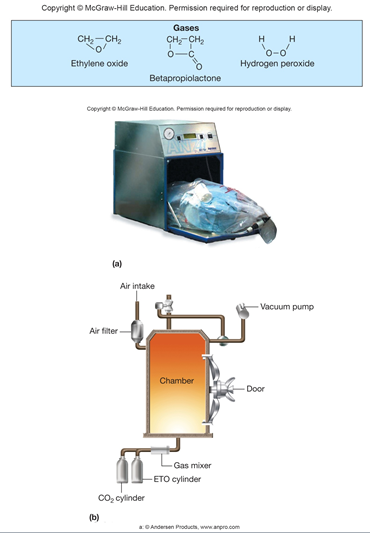 Copyright © McGraw-Hill Education. Permission required for reproduction or display.
Gases
CH₂—CH₂
O
Ethylene oxide
CH₂—CH₂
O—C
O
Betapropiolactone
H H
O—O
Hydrogen peroxide
Copyright © McGraw-Hill Education. Permission required for reproduction or display.
(a)
Air intake
Vacuum pump
Air filter
Chamber
Door
Gas mixer
ETO cylinder
CO₂ cylinder
(b)
a: © Andersen Products, www.anpro.com